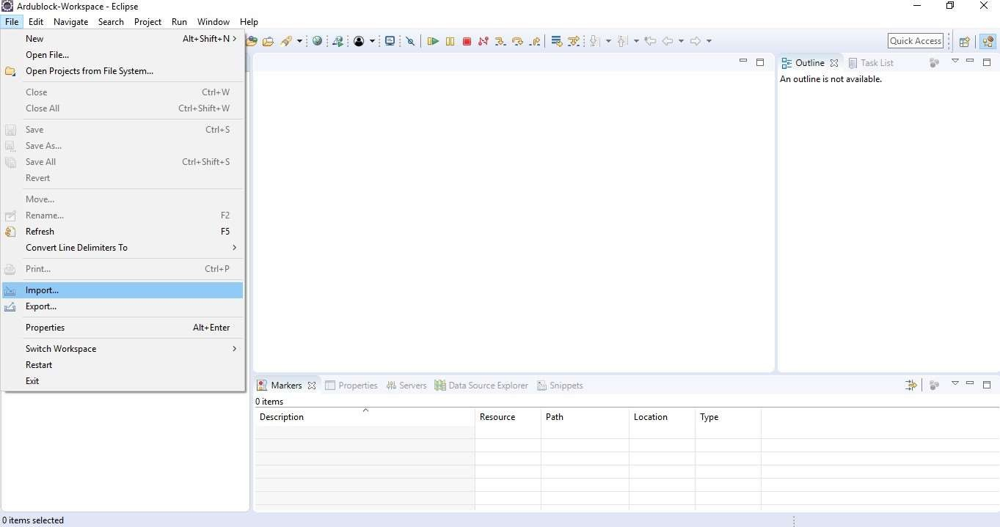 Ardublock-Workspace - Eclipse
File Edit Navigate Search Project Run Window Help
New Alt+Shift+N
Open File...
Open Projects from File System...
Close Ctrl+W
Close All Ctrl+Shift+W
Save Ctrl+S
Save As...
Save All Ctrl+Shift+S
Revert
Move...
Rename... F2
Refresh F5
Convert Line Delimiters To
Print... Ctrl+P
Import...
Export...
Properties Alt+Enter
Switch Workspace
Restart
Exit
Quick Access
Outline Task List
An outline is not available.
Markers Properties Servers Data Source Explorer Snippets
0 items
Description Resource Path Location Type
0 items selected